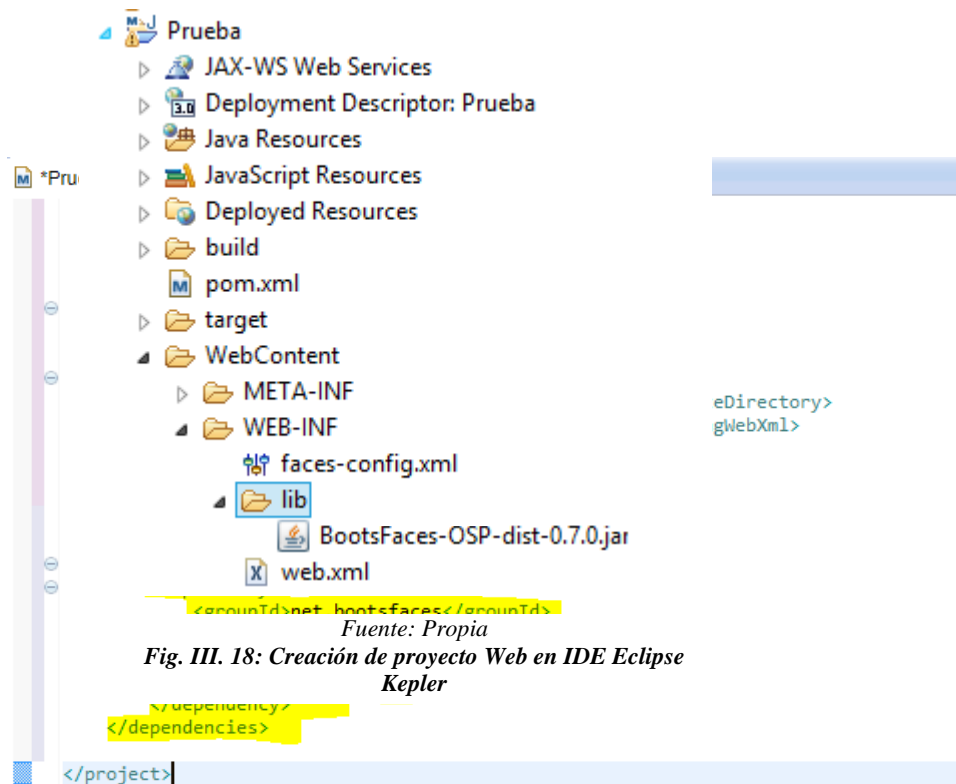 Prueba
JAX-WS Web Services
3.0 Deployment Descriptor: Prueba
Java Resources
*Pru
JavaScript Resources
Deployed Resources
build
pom.xml
target
WebContent
META-INF
eDirectory>
WEB-INF
gWebXml>
faces-config.xml
lib
BootsFaces-OSP-dist-0.7.0.jar
web.xml
<groupId>net.bootsfaces</groupId>
Fuente: Propia
Fig. III. 18: Creación de proyecto Web en IDE Eclipse
Kepler
</dependency>
</dependencies>
</project>